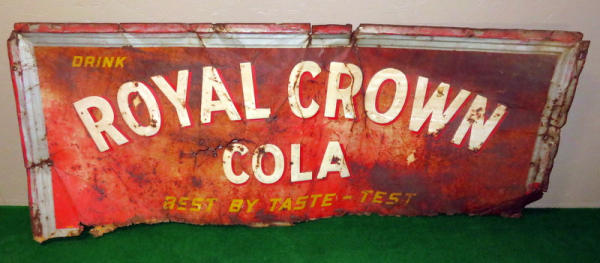 DRINK
ROYAL CROWN
COLA
BEST BY TASTE-TEST